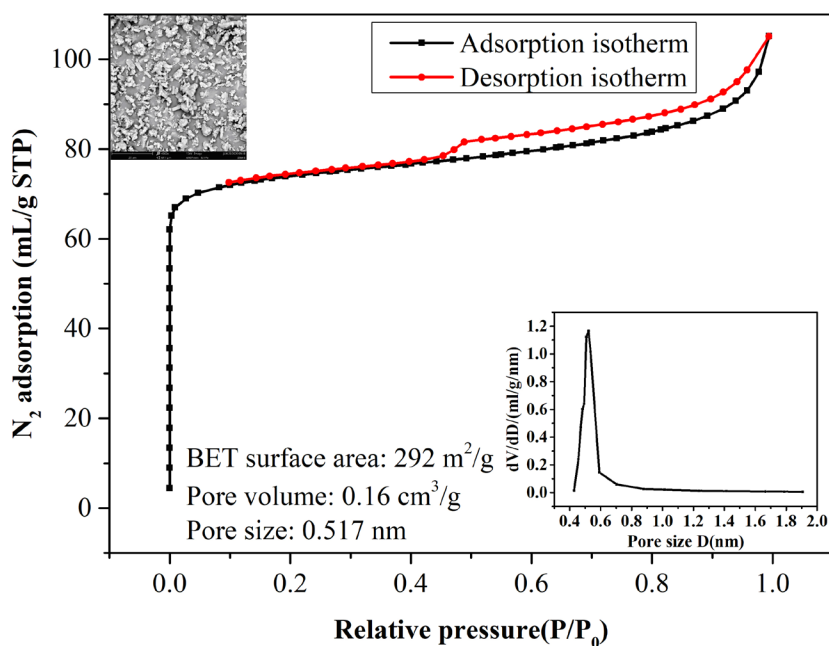 Adsorption isotherm
Desorption isotherm
N₂ adsorption (mL/g STP)
100
80
60
40
20
0
BET surface area: 292 m²/g
Pore volume: 0.16 cm³/g
Pore size: 0.517 nm
dV/dD/(ml/g/nm)
1.2
1.0
0.8
0.6
0.4
0.2
0.0
0.4 0.6 0.8 1.0 1.2 1.4 1.6 1.8 2.0
Pore size D(nm)
0.0 0.2 0.4 0.6 0.8 1.0
Relative pressure(P/P₀)